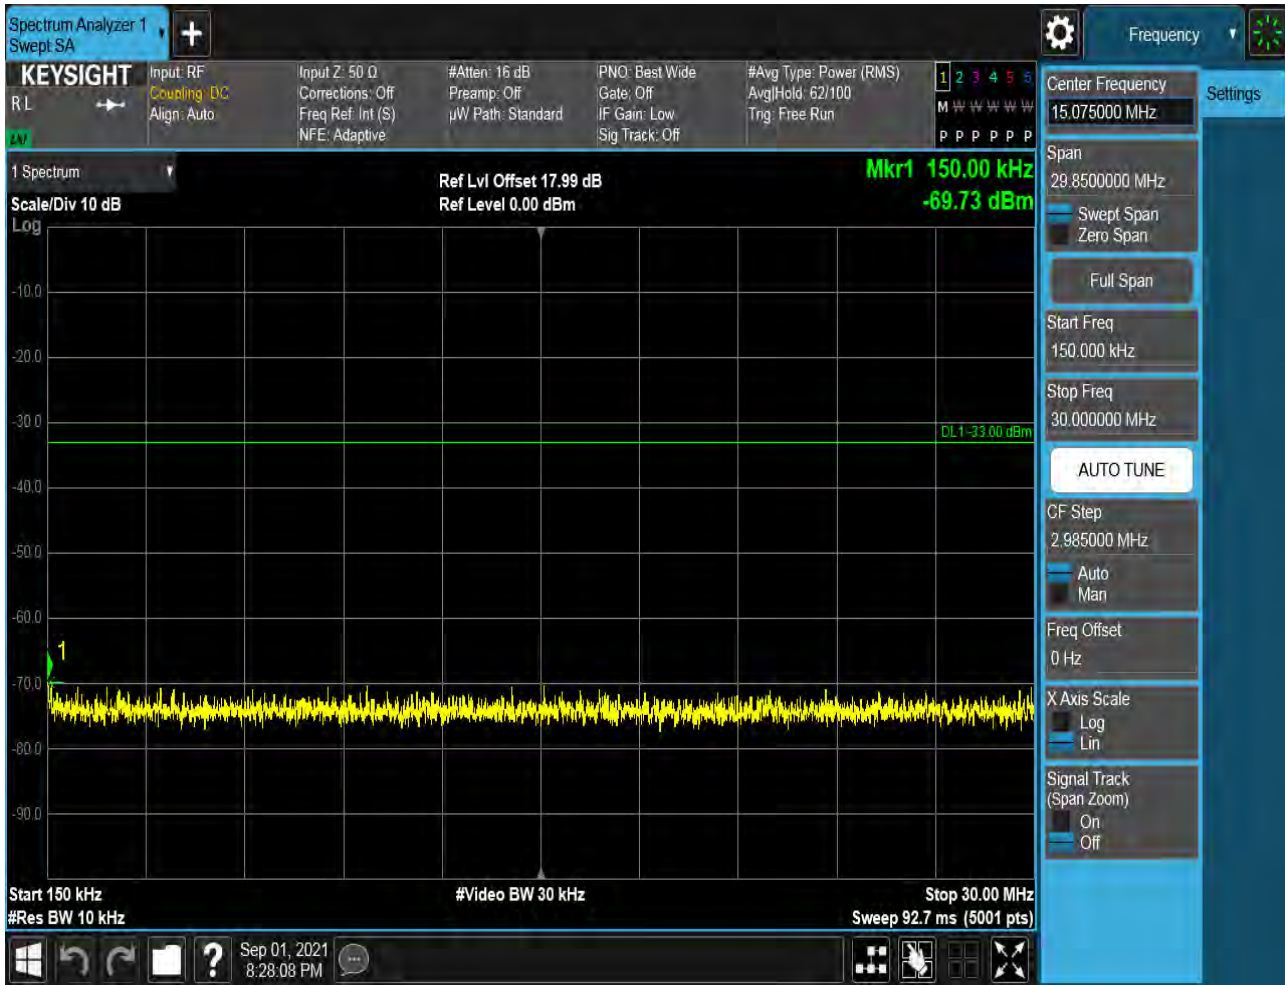 Spectrum Analyzer 1
Swept SA
Frequency
KEYSIGHT
R L
LNI
Input: RF
Coupling: DC
Align: Auto
Input Z: 50 Ω
Corrections: Off
Freq Ref: Int (S)
NFE: Adaptive
#Atten: 16 dB
Preamp: Off
µW Path: Standard
PNO: Best Wide
Gate: Off
IF Gain: Low
Sig Track: Off
#Avg Type: Power (RMS)
Avg|Hold: 62/100
Trig: Free Run
1 2 3 4 5 6
M W W W W W
P P P P P P
1 Spectrum
Scale/Div 10 dB
Log
Ref Lvl Offset 17.99 dB
Ref Level 0.00 dBm
Mkr1 150.00 kHz
-69.73 dBm
-10.0
-20.0
-30.0
DL1 -33.00 dBm
-40.0
-50.0
-60.0
1
-70.0
-80.0
-90.0
Start 150 kHz
#Video BW 30 kHz
Stop 30.00 MHz
#Res BW 10 kHz
Sweep 92.7 ms (5001 pts)
Sep 01, 2021
8:28:08 PM
?
Center Frequency
15.075000 MHz
Settings
Span
29.8500000 MHz
Swept Span
Zero Span
Full Span
Start Freq
150.000 kHz
Stop Freq
30.000000 MHz
AUTO TUNE
CF Step
2.985000 MHz
Auto
Man
Freq Offset
0 Hz
X Axis Scale
Log
Lin
Signal Track
(Span Zoom)
On
Off